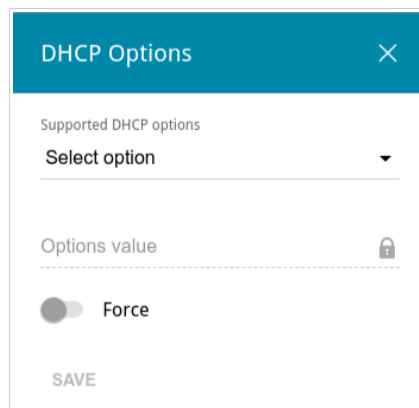 DHCP Options
Supported DHCP options
Select option
Options value
Force
SAVE